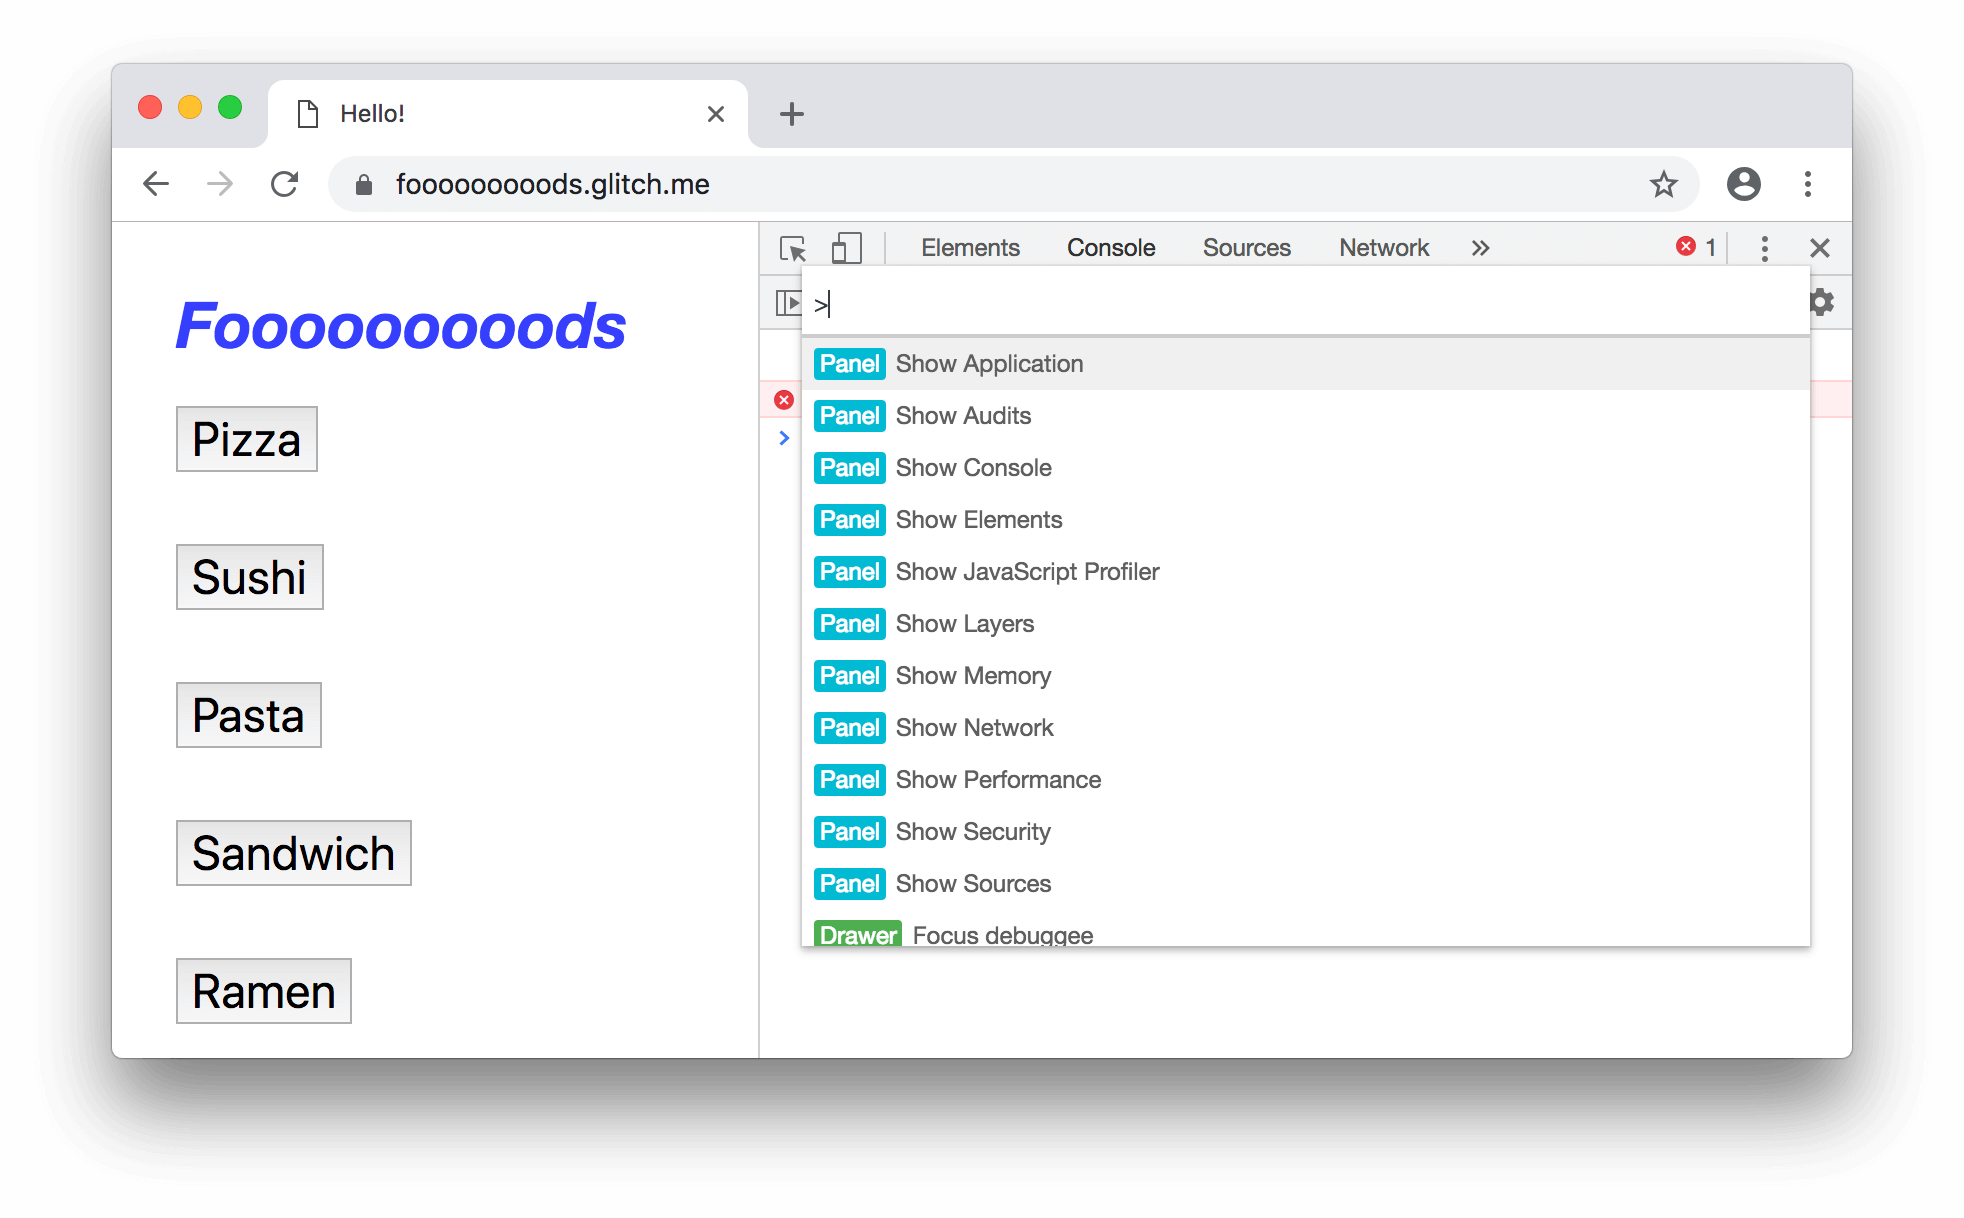 Hello!
fooooooooods.glitch.me
Elements Console Sources Network » 1
Fooooooooods
>
Panel Show Application
Panel Show Audits
Panel Show Console
Panel Show Elements
Panel Show JavaScript Profiler
Panel Show Layers
Panel Show Memory
Panel Show Network
Panel Show Performance
Panel Show Security
Panel Show Sources
Drawer Focus debuggee
Pizza
Sushi
Pasta
Sandwich
Ramen